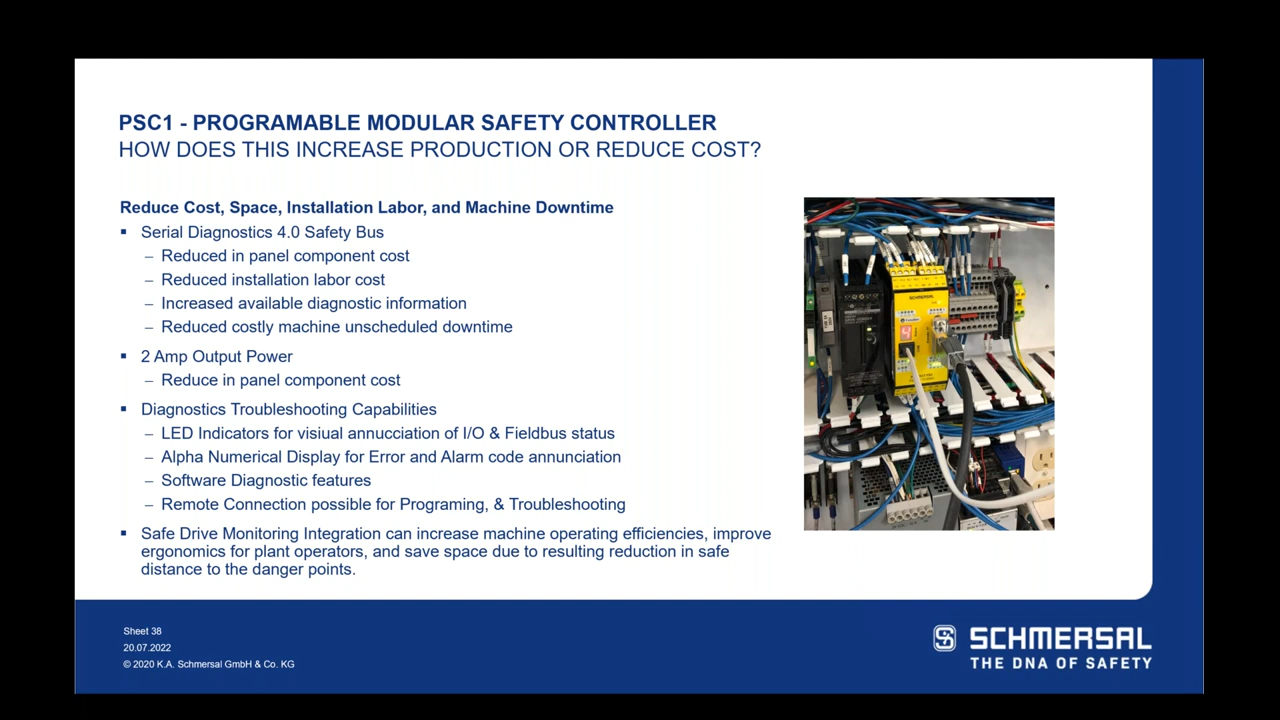 PSC1 - PROGRAMABLE MODULAR SAFETY CONTROLLER
HOW DOES THIS INCREASE PRODUCTION OR REDUCE COST?
Reduce Cost, Space, Installation Labor, and Machine Downtime
▪ Serial Diagnostics 4.0 Safety Bus
– Reduced in panel component cost
– Reduced installation labor cost
– Increased available diagnostic information
– Reduced costly machine unscheduled downtime
▪ 2 Amp Output Power
– Reduce in panel component cost
▪ Diagnostics Troubleshooting Capabilities
– LED Indicators for visiual annucciation of I/O & Fieldbus status
– Alpha Numerical Display for Error and Alarm code annunciation
– Software Diagnostic features
– Remote Connection possible for Programing, & Troubleshooting
▪ Safe Drive Monitoring Integration can increase machine operating efficiencies, improve
ergonomics for plant operators, and save space due to resulting reduction in safe
distance to the danger points.
SCHMERSAL
Sheet 38
20.07.2022
© 2020 K.A. Schmersal GmbH & Co. KG
SCHMERSAL
THE DNA OF SAFETY